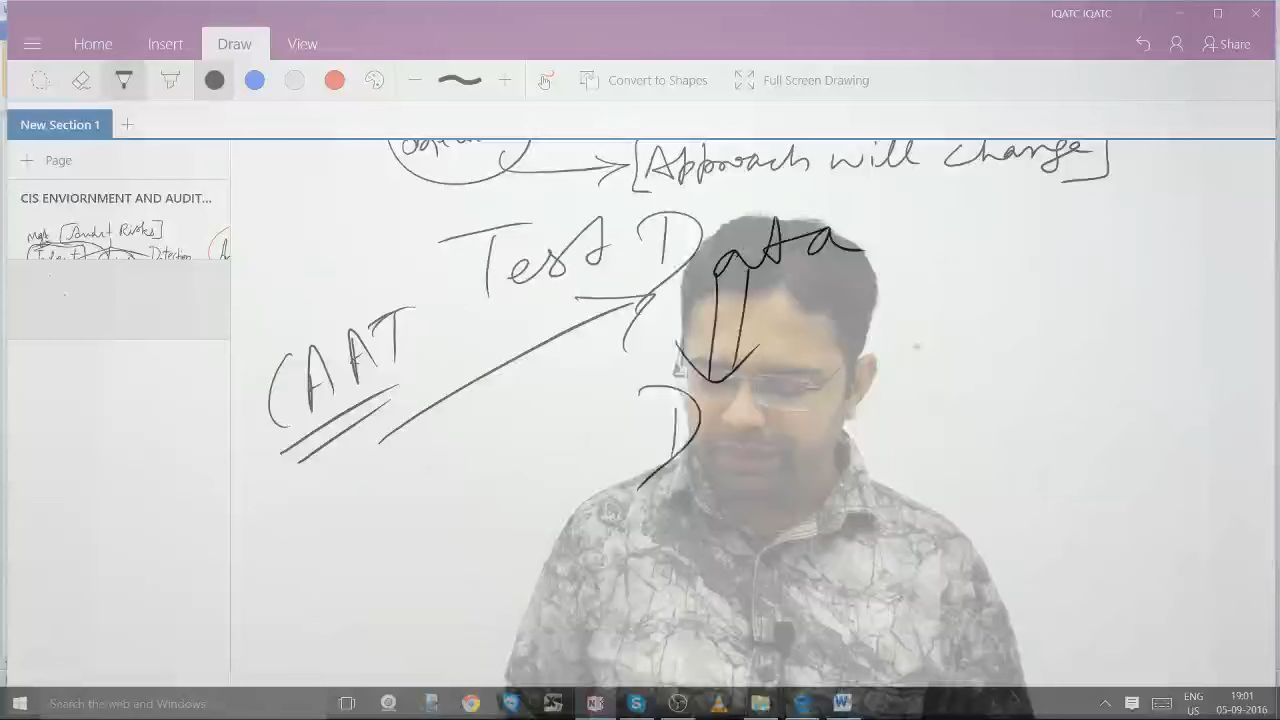 IQATC IQATC
Home Insert Draw View Share
Convert to Shapes Full Screen Drawing
New Section 1
Page
CIS ENVIORNMENT AND AUDIT...
[Approach will change]
Test Data
CAAT
D
Search the web and Windows
ENG
US
19:01
05-09-2016